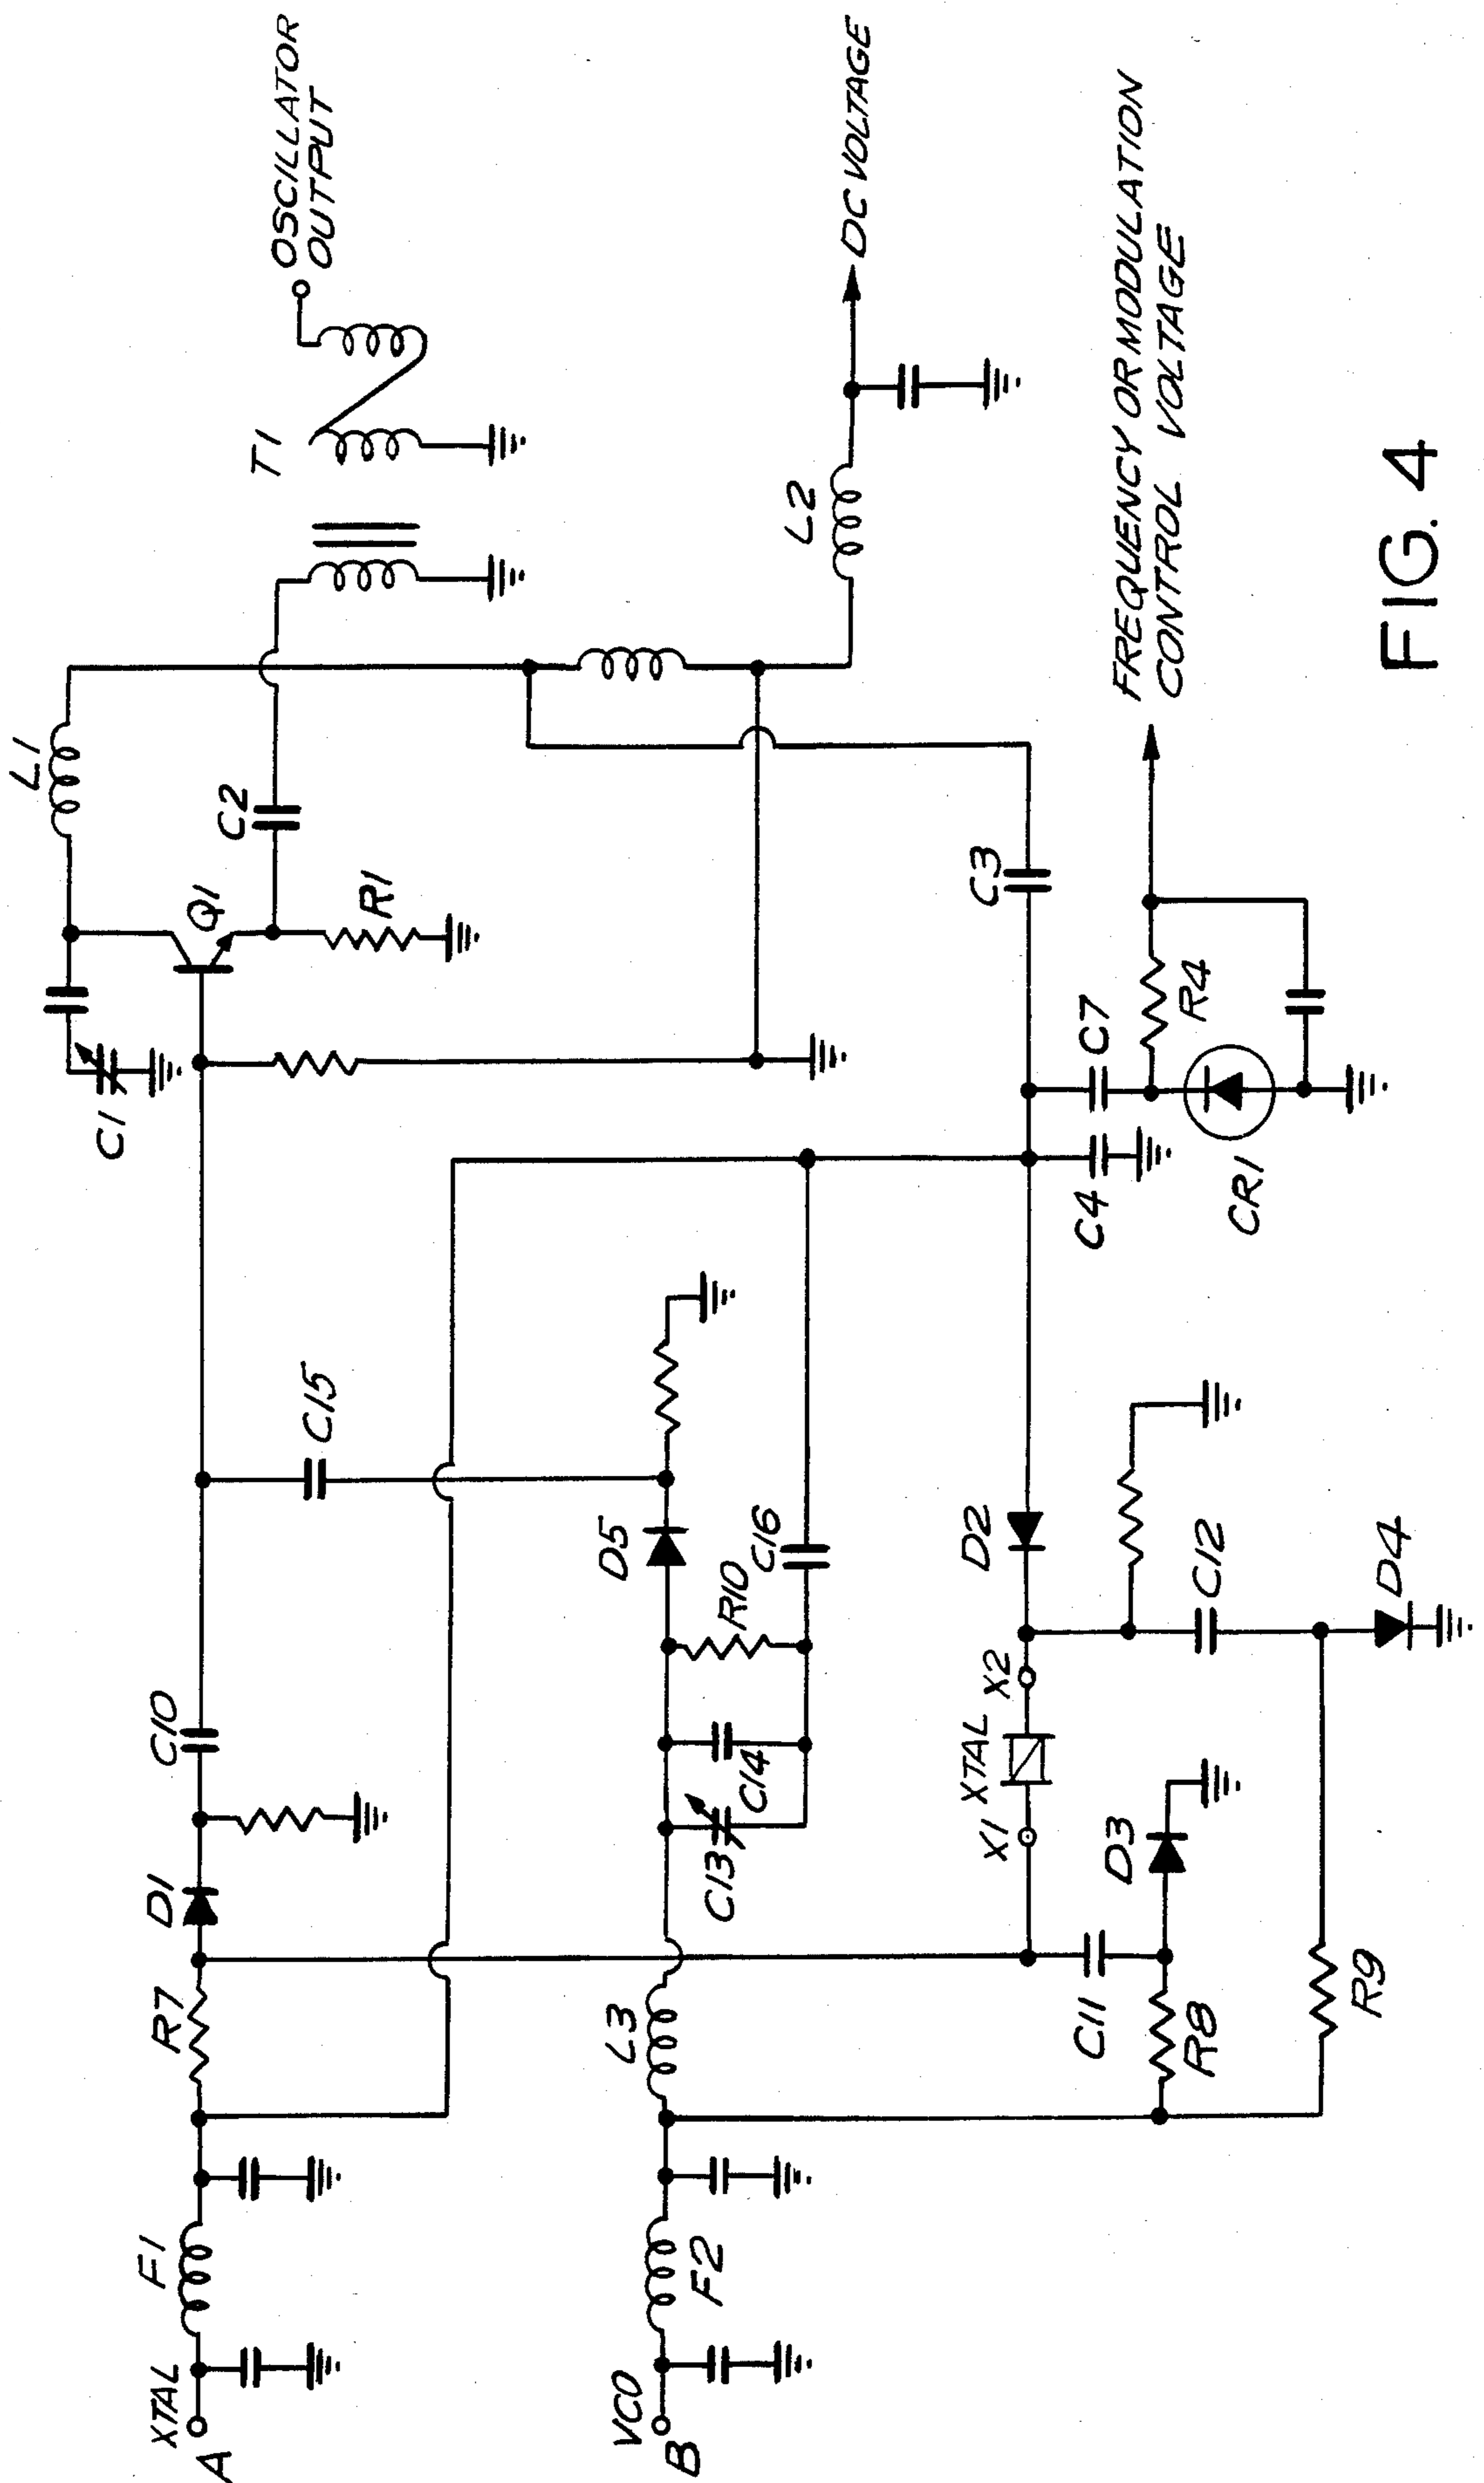 XTAL
A
F1
R7
D1
C10
C15
C1
Q1
L1
C2
R1
T1
OSCILLATOR
OUTPUT
VCO
B
F2
L3
C13
C14
R10
D5
C16
L2
DC VOLTAGE
X1
XTAL
X2
D2
C3
C11
R8
D3
C12
D4
R9
C4
C7
CR1
R4
FREQUENCY OR MODULATION
CONTROL VOLTAGE
FIG. 4